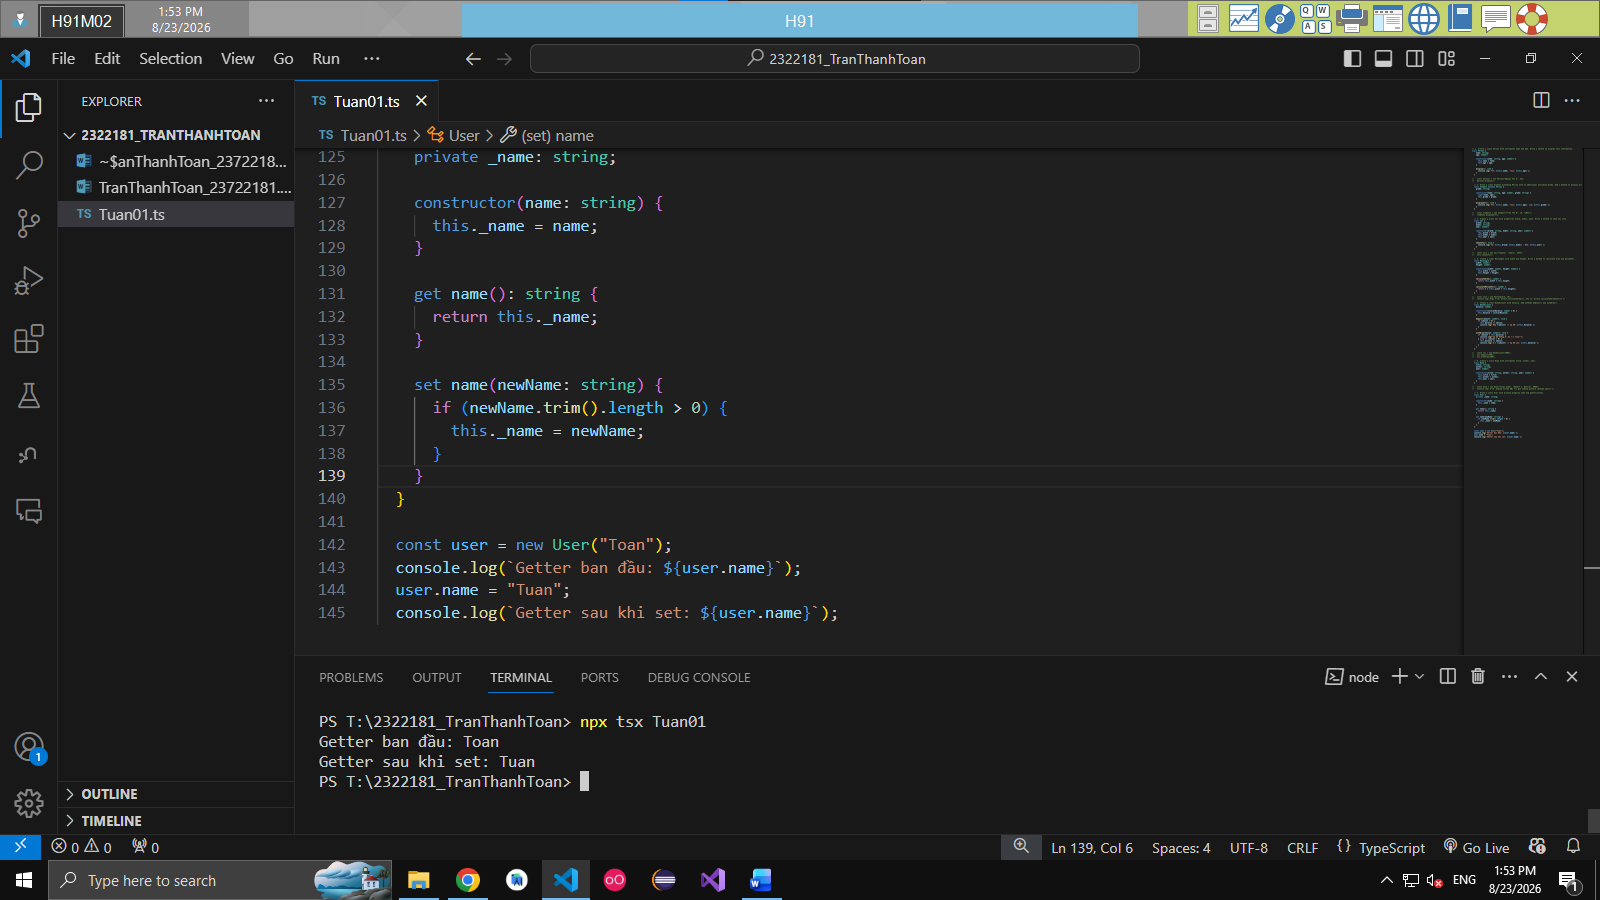 H91M02
1:53 PM
8/23/2026
H91
File Edit Selection View Go Run ···
2322181_TranThanhToan
EXPLORER
2322181_TRANTHANHTOAN
~$anThanhToan_2372218...
TranThanhToan_23722181....
TS Tuan01.ts
OUTLINE
TIMELINE
TS Tuan01.ts
TS Tuan01.ts > User > (set) name
125 private _name: string;
126
127 constructor(name: string) {
128 this._name = name;
129 }
130
131 get name(): string {
132 return this._name;
133 }
134
135 set name(newName: string) {
136 if (newName.trim().length > 0) {
137 this._name = newName;
138 }
139 }
140 }
141
142 const user = new User("Toan");
143 console.log(`Getter ban đầu: ${user.name}`);
144 user.name = "Tuan";
145 console.log(`Getter sau khi set: ${user.name}`);
PROBLEMS OUTPUT TERMINAL PORTS DEBUG CONSOLE
node
PS T:\2322181_TranThanhToan> npx tsx Tuan01
Getter ban đầu: Toan
Getter sau khi set: Tuan
PS T:\2322181_TranThanhToan>
0 0 0
Ln 139, Col 6 Spaces: 4 UTF-8 CRLF {} TypeScript Go Live
Type here to search
ENG
1:53 PM
8/23/2026
1